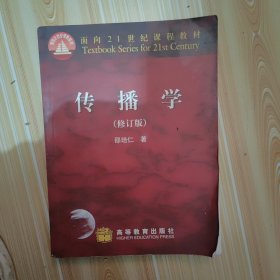 面向21世纪课程教材
Textbook Series for 21st Century
传播学
(修订版)
邵培仁 著
高等教育出版社
HIGHER EDUCATION PRESS